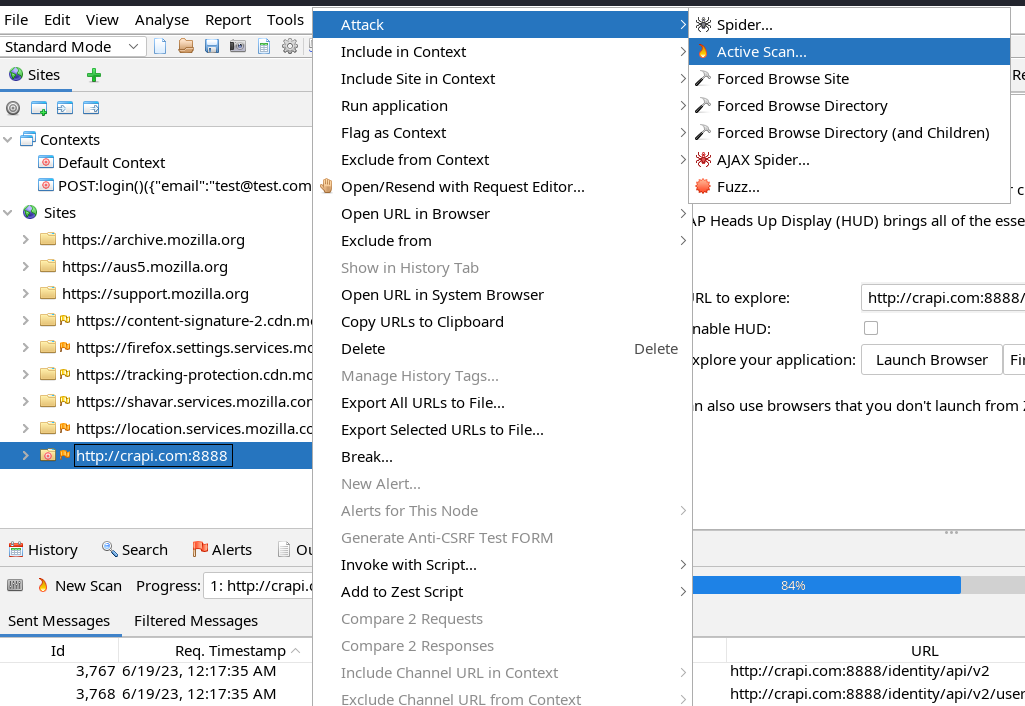 File Edit View Analyse Report Tools
Standard Mode
Sites
Contexts
Default Context
POST:login()({"email":"test@test.com
Sites
https://archive.mozilla.org
https://aus5.mozilla.org
https://support.mozilla.org
https://content-signature-2.cdn.mo
https://firefox.settings.services.mo
https://tracking-protection.cdn.mo
https://shavar.services.mozilla.com
https://location.services.mozilla.co
http://crapi.com:8888
Attack
Include in Context
Include Site in Context
Run application
Flag as Context
Exclude from Context
Open/Resend with Request Editor...
Open URL in Browser
Exclude from
Show in History Tab
Open URL in System Browser
Copy URLs to Clipboard
Delete Delete
Manage History Tags...
Export All URLs to File...
Export Selected URLs to File...
Break...
New Alert...
Alerts for This Node
Generate Anti-CSRF Test FORM
Invoke with Script...
Add to Zest Script
Compare 2 Requests
Compare 2 Responses
Include Channel URL in Context
Exclude Channel URL from Context
Spider...
Active Scan...
Forced Browse Site
Forced Browse Directory
Forced Browse Directory (and Children)
AJAX Spider...
Fuzz...
Re
r c
AP Heads Up Display (HUD) brings all of the esse
URL to explore: http://crapi.com:8888/
nable HUD:
xplore your application: Launch Browser Fir
n also use browsers that you don't launch from Z
History Search Alerts Ou
New Scan Progress: 1: http://crapi.c
84%
Sent Messages Filtered Messages
Id Req. Timestamp URL
3,767 6/19/23, 12:17:35 AM http://crapi.com:8888/identity/api/v2
3,768 6/19/23, 12:17:35 AM http://crapi.com:8888/identity/api/v2/user